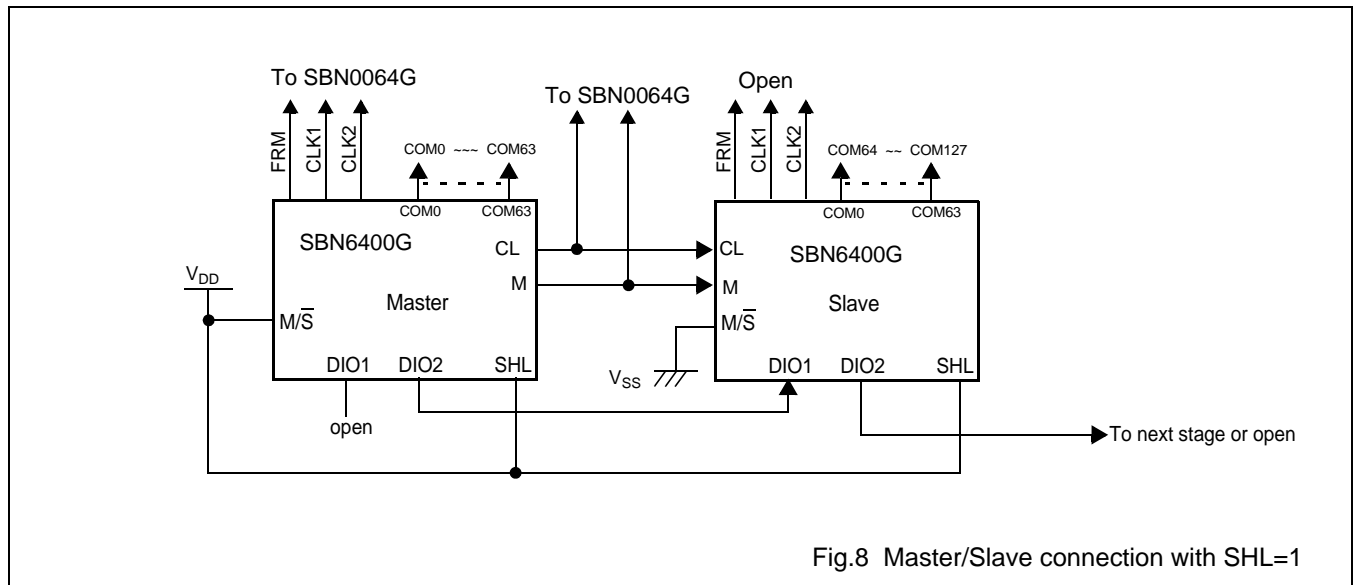 To SBN0064G
To SBN0064G
Open
FRM
CLK1
CLK2
COM0 ~~~ COM63
FRM
CLK1
CLK2
COM64 ~~ COM127
COM0
COM63
COM0
COM63
SBN6400G
CL
CL
SBN6400G
M
M
VDD
Master
Slave
M/S̅
M/S̅
DIO1
DIO2
SHL
VSS
DIO1
DIO2
SHL
open
To next stage or open
Fig.8 Master/Slave connection with SHL=1